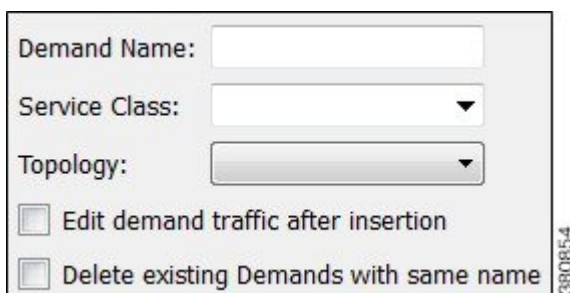 Demand Name:
Service Class:
Topology:
Edit demand traffic after insertion
Delete existing Demands with same name
380854